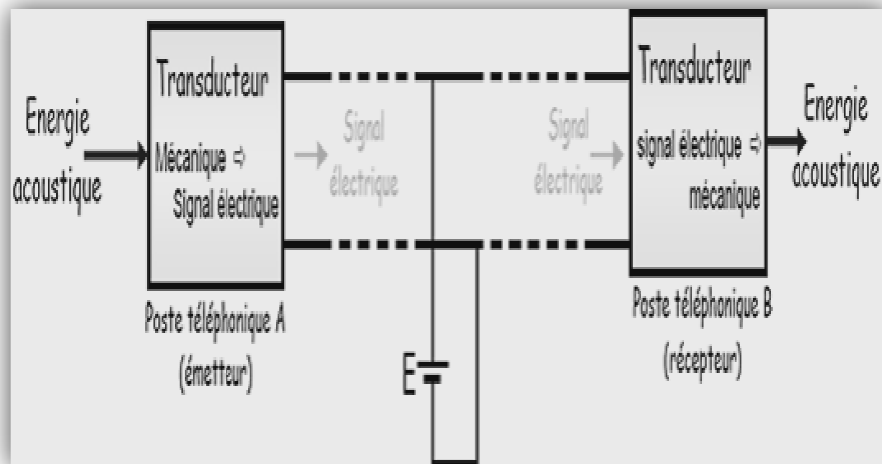 Energie
acoustique
Transducteur
Mécanique ⇨
Signal électrique
Poste téléphonique A
(émetteur)
Signal
électrique
E
Signal
électrique
Transducteur
signal électrique ⇨
mécanique
Poste téléphonique B
(récepteur)
Energie
acoustique